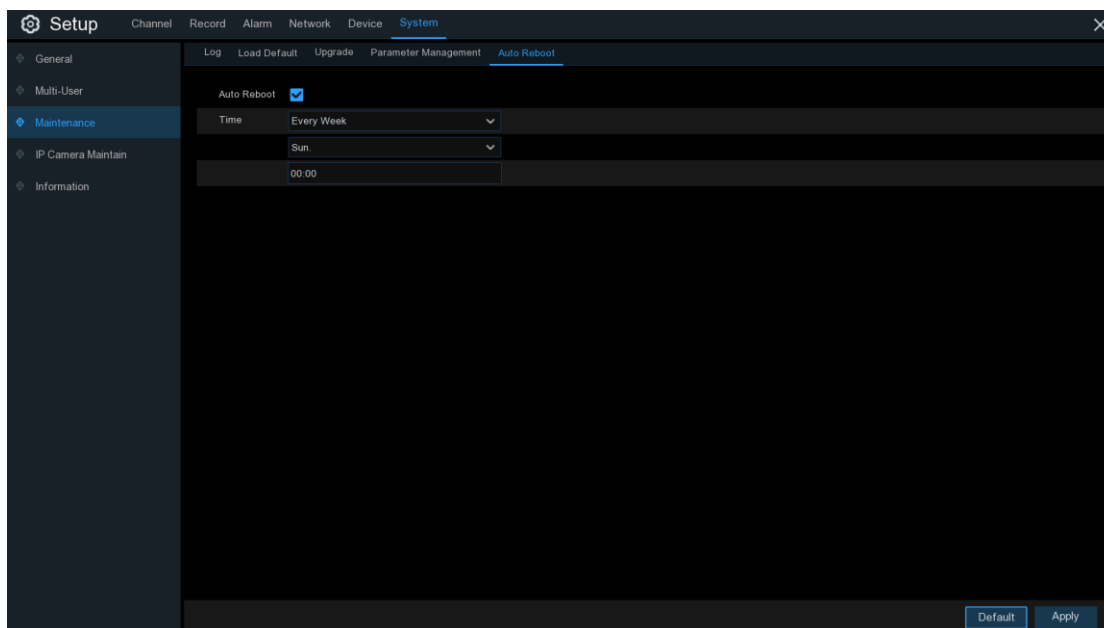 Setup Channel Record Alarm Network Device System
General
Multi-User
Maintenance
IP Camera Maintain
Information
Log Load Default Upgrade Parameter Management Auto Reboot
Auto Reboot
Time Every Week
Sun.
00:00
Default Apply